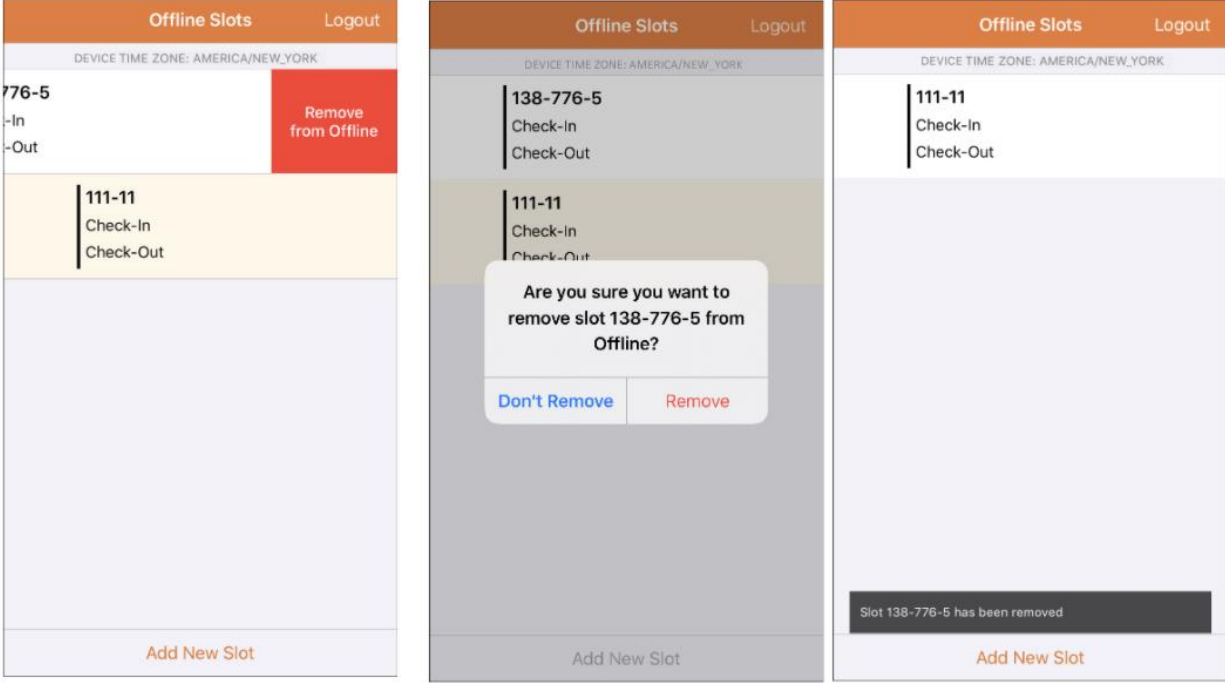 Offline Slots Logout
DEVICE TIME ZONE: AMERICA/NEW_YORK
776-5
-In
-Out
Remove
from Offline
111-11
Check-In
Check-Out
Add New Slot
Offline Slots Logout
DEVICE TIME ZONE: AMERICA/NEW_YORK
138-776-5
Check-In
Check-Out
111-11
Check-In
Check-Out
Are you sure you want to
remove slot 138-776-5 from
Offline?
Don't Remove Remove
Add New Slot
Offline Slots Logout
DEVICE TIME ZONE: AMERICA/NEW_YORK
111-11
Check-In
Check-Out
Slot 138-776-5 has been removed
Add New Slot